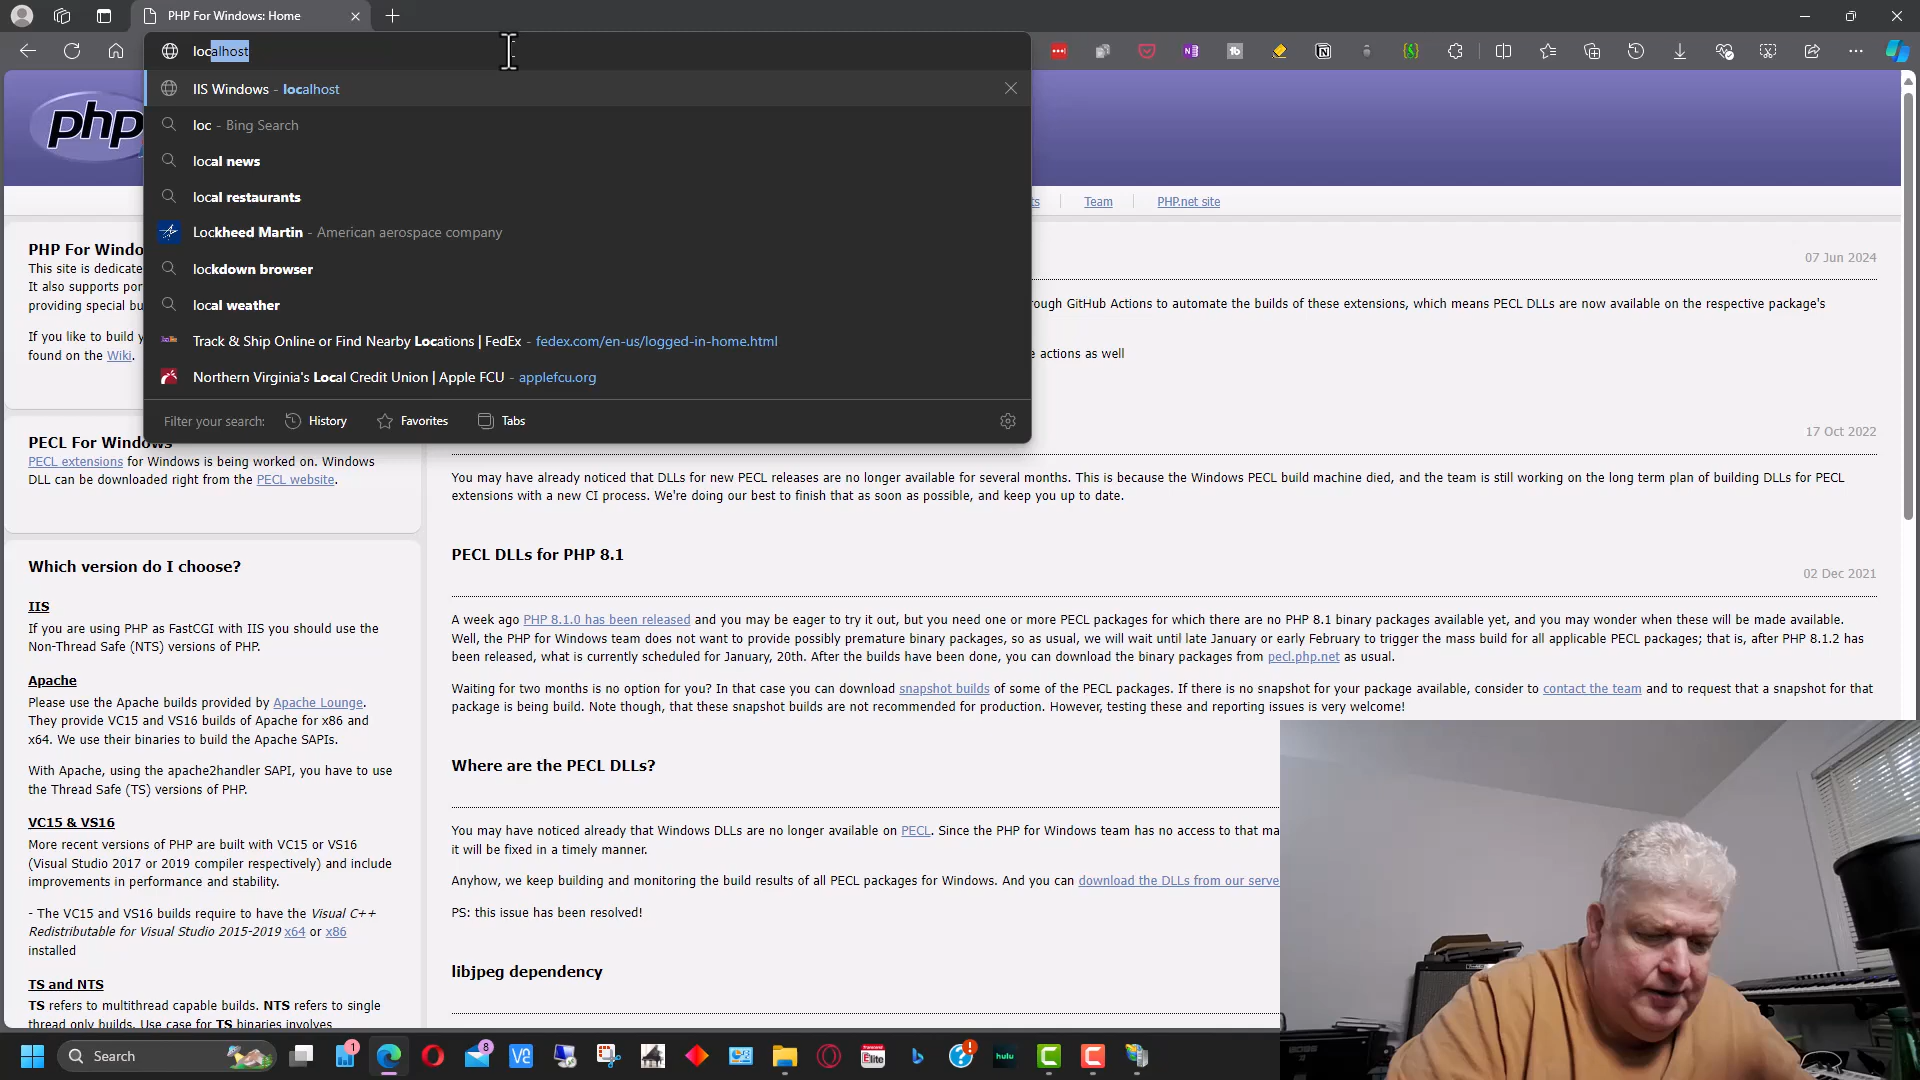 PHP For Windows: Home
localhost
IIS Windows - localhost
loc - Bing Search
local news
local restaurants
Lockheed Martin - American aerospace company
lockdown browser
local weather
Track & Ship Online or Find Nearby Locations | FedEx - fedex.com/en-us/logged-in-home.html
Northern Virginia's Local Credit Union | Apple FCU - applefcu.org
Filter your search: History Favorites Tabs
php
Team PHP.net site
PHP For Windo
This site is dedicate
It also supports por
providing special bu
If you like to build y
found on the Wiki.
PECL For Windows
PECL extensions for Windows is being worked on. Windows
DLL can be downloaded right from the PECL website.
Which version do I choose?
IIS
If you are using PHP as FastCGI with IIS you should use the
Non-Thread Safe (NTS) versions of PHP.
Apache
Please use the Apache builds provided by Apache Lounge.
They provide VC15 and VS16 builds of Apache for x86 and
x64. We use their binaries to build the Apache SAPIs.
With Apache, using the apache2handler SAPI, you have to use
the Thread Safe (TS) versions of PHP.
VC15 & VS16
More recent versions of PHP are built with VC15 or VS16
(Visual Studio 2017 or 2019 compiler respectively) and include
improvements in performance and stability.
- The VC15 and VS16 builds require to have the Visual C++
Redistributable for Visual Studio 2015-2019 x64 or x86
installed
TS and NTS
TS refers to multithread capable builds. NTS refers to single
thread only builds. Use case for TS binaries involves
07 Jun 2024
ough GitHub Actions to automate the builds of these extensions, which means PECL DLLs are now available on the respective package's
e actions as well
17 Oct 2022
You may have already noticed that DLLs for new PECL releases are no longer available for several months. This is because the Windows PECL build machine died, and the team is still working on the long term plan of building DLLs for PECL
extensions with a new CI process. We're doing our best to finish that as soon as possible, and keep you up to date.
PECL DLLs for PHP 8.1
02 Dec 2021
A week ago PHP 8.1.0 has been released and you may be eager to try it out, but you need one or more PECL packages for which there are no PHP 8.1 binary packages available yet, and you may wonder when these will be made available.
Well, the PHP for Windows team does not want to provide possibly premature binary packages, so as usual, we will wait until late January or early February to trigger the mass build for all applicable PECL packages; that is, after PHP 8.1.2 has
been released, what is currently scheduled for January, 20th. After the builds have been done, you can download the binary packages from pecl.php.net as usual.
Waiting for two months is no option for you? In that case you can download snapshot builds of some of the PECL packages. If there is no snapshot for your package available, consider to contact the team and to request that a snapshot for that
package is being build. Note though, that these snapshot builds are not recommended for production. However, testing these and reporting issues is very welcome!
Where are the PECL DLLs?
You may have noticed already that Windows DLLs are no longer available on PECL. Since the PHP for Windows team has no access to that ma
it will be fixed in a timely manner.
Anyhow, we keep building and monitoring the build results of all PECL packages for Windows. And you can download the DLLs from our serve
PS: this issue has been resolved!
libjpeg dependency
Search
1
8
hulu